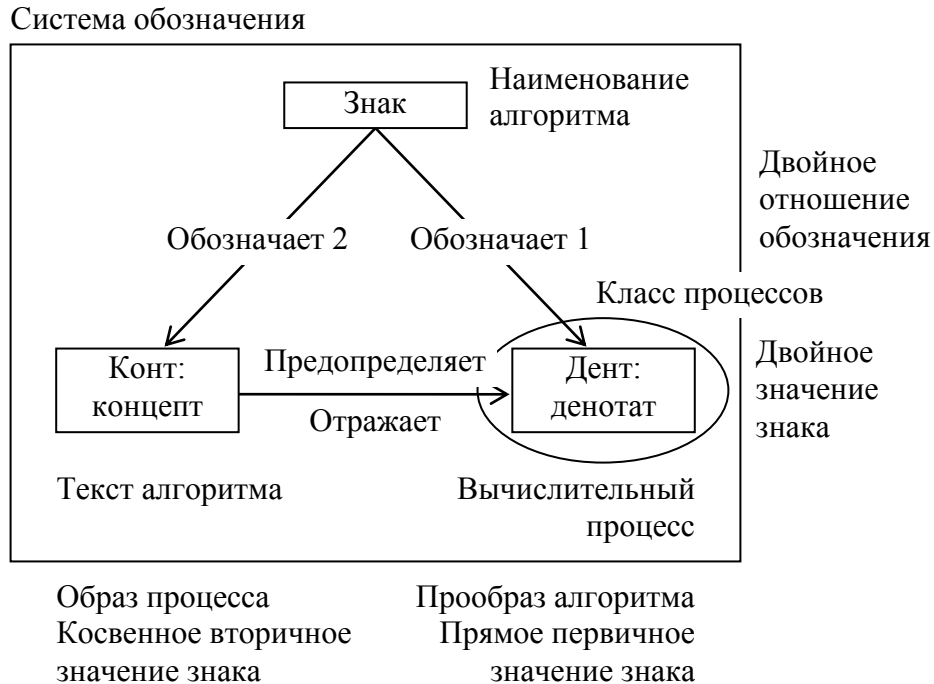 Система обозначения
Знак
Наименование
алгоритма
Двойное
отношение
обозначения
Обозначает 2
Обозначает 1
Класс процессов
Конт:
концепт
Предопределяет
Отражает
Дент:
денотат
Двойное
значение
знака
Текст алгоритма
Вычислительный
процесс
Образ процесса
Косвенное вторичное
значение знака
Прообраз алгоритма
Прямое первичное
значение знака